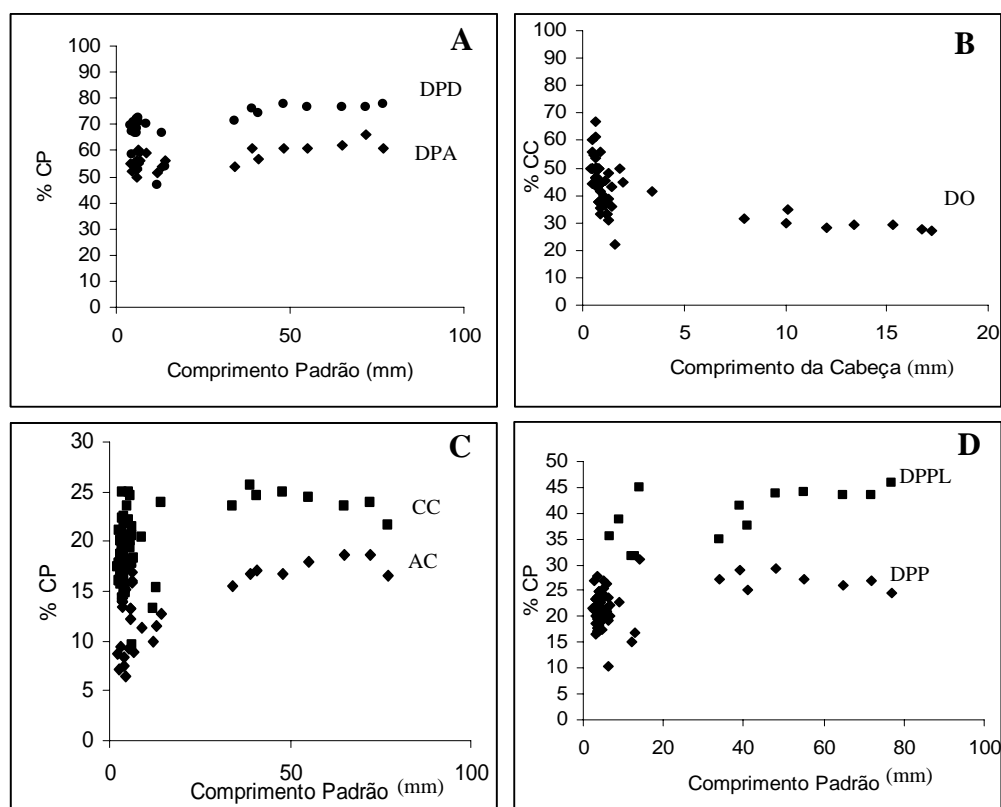 A
100
90
80
70
60
50
40
30
20
10
0
% CP
DPD
DPA
0 50 100
Comprimento Padrão (mm)
B
100
90
80
70
60
50
40
30
20
10
0
% CC
DO
0 5 10 15 20
Comprimento da Cabeça (mm)
C
30
25
20
15
10
5
0
% CP
CC
AC
0 50 100
Comprimento Padrão (mm)
D
50
45
40
35
30
25
20
15
10
5
0
% CP
DPPL
DPP
0 20 40 60 80 100
Comprimento Padrão (mm)